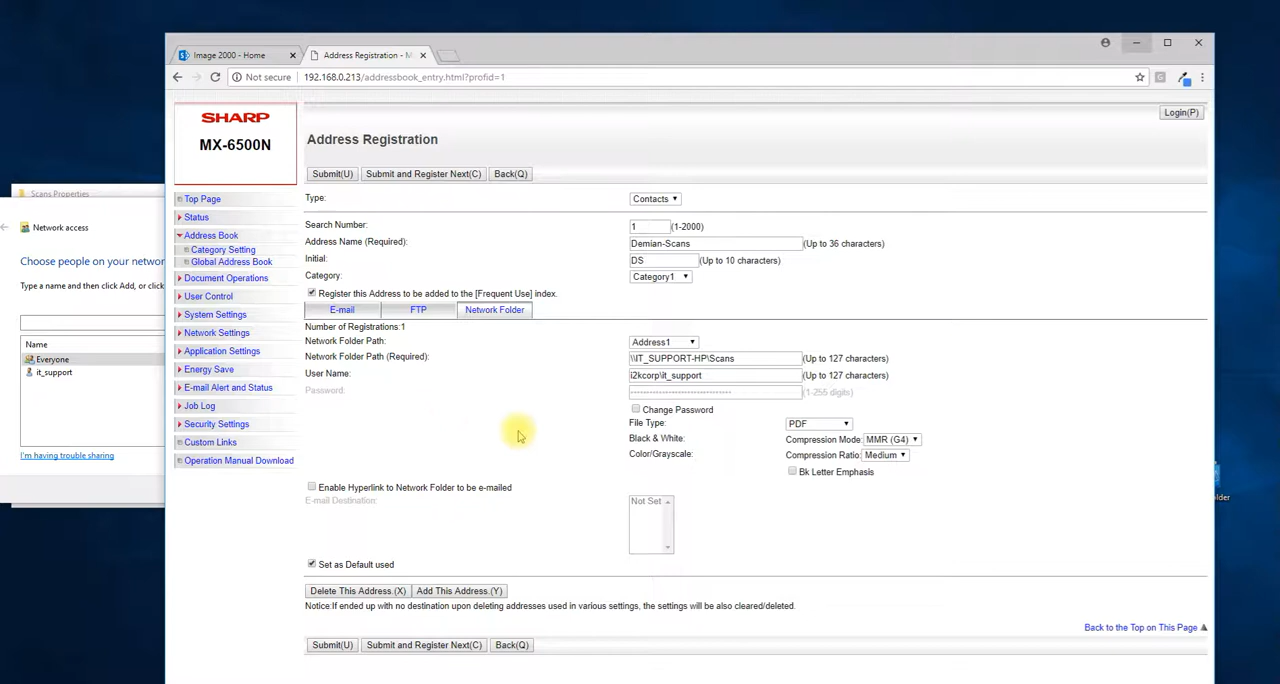 Image 2000 - Home
Address Registration - M
Not secure | 192.168.0.213/addressbook_entry.html?profid=1
SHARP
MX-6500N
Login(P)
Address Registration
Submit(U) Submit and Register Next(C) Back(Q)
Top Page
Status
Address Book
Category Setting
Global Address Book
Document Operations
User Control
System Settings
Network Settings
Application Settings
Energy Save
E-mail Alert and Status
Job Log
Security Settings
Custom Links
Operation Manual Download
Type: Contacts
Search Number: 1 (1-2000)
Address Name (Required): Demian-Scans (Up to 36 characters)
Initial: DS (Up to 10 characters)
Category: Category1
Register this Address to be added to the [Frequent Use] index.
E-mail FTP Network Folder
Number of Registrations:1
Network Folder Path: Address1
Network Folder Path (Required): \\IT_SUPPORT-HP\Scans (Up to 127 characters)
User Name: i2kcorp\it_support (Up to 127 characters)
Password: -------------------------------- (1-255 digits)
Change Password
File Type: PDF
Black & White: Compression Mode: MMR (G4)
Color/Grayscale: Compression Ratio: Medium
Bk Letter Emphasis
Enable Hyperlink to Network Folder to be e-mailed
E-mail Destination: Not Set
Set as Default used
Delete This Address.(X) Add This Address.(Y)
Notice:If ended up with no destination upon deleting addresses used in various settings, the settings will be also cleared/deleted.
Back to the Top on This Page
Submit(U) Submit and Register Next(C) Back(Q)
Scans Properties
Network access
Choose people on your networ
Type a name and then click Add, or click
Name
Everyone
it_support
I'm having trouble sharing
older